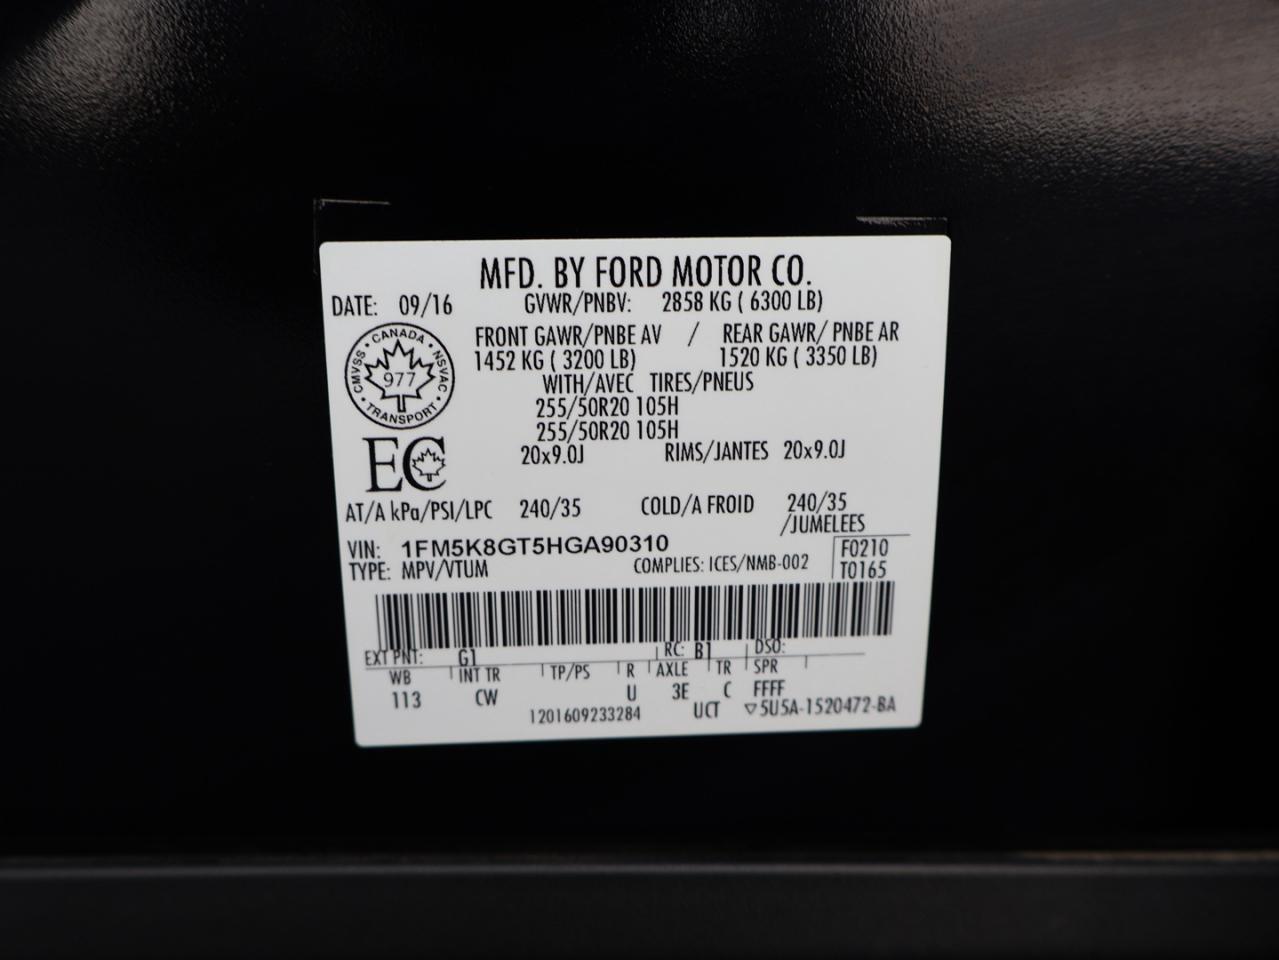 MFD. BY FORD MOTOR CO.
DATE: 09/16 GVWR/PNBV: 2858 KG ( 6300 LB)
FRONT GAWR/PNBE AV / REAR GAWR/ PNBE AR
1452 KG ( 3200 LB) 1520 KG ( 3350 LB)
WITH/AVEC TIRES/PNEUS
255/50R20 105H
255/50R20 105H
20x9.0J RIMS/JANTES 20x9.0J
CANADA
CMVSS NSVAC
977
TRANSPORT
EC
AT/A kPa/PSI/LPC 240/35 COLD/A FROID 240/35
/JUMELEES
VIN: 1FM5K8GT5HGA90310 F0210
TYPE: MPV/VTUM COMPLIES: ICES/NMB-002 T0165
EXT PNT: G1 RC: B1 DSO:
WB INT TR TP/PS R AXLE TR SPR
113 CW U 3E C FFFF
1201609233284 UCT ▽5U5A-1520472-BA